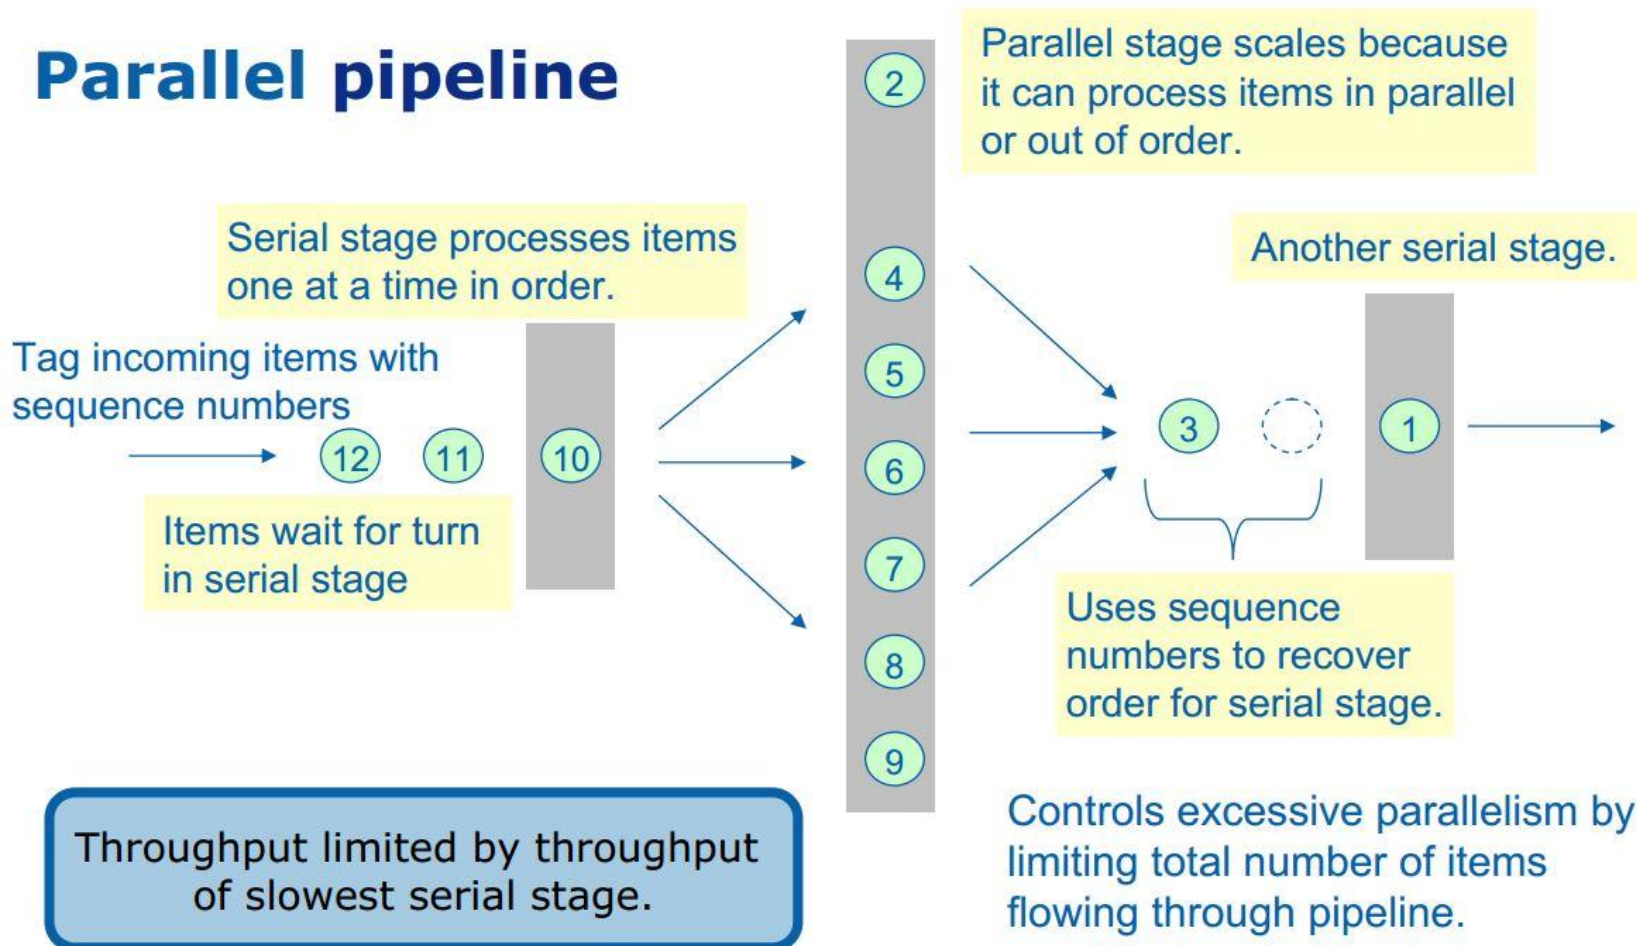 Parallel pipeline
Parallel stage scales because
it can process items in parallel
or out of order.
Serial stage processes items
one at a time in order.
Another serial stage.
Tag incoming items with
sequence numbers
12 11 10
Items wait for turn
in serial stage
2
4
5
6
7
8
9
3 1
Uses sequence
numbers to recover
order for serial stage.
Throughput limited by throughput
of slowest serial stage.
Controls excessive parallelism by
limiting total number of items
flowing through pipeline.